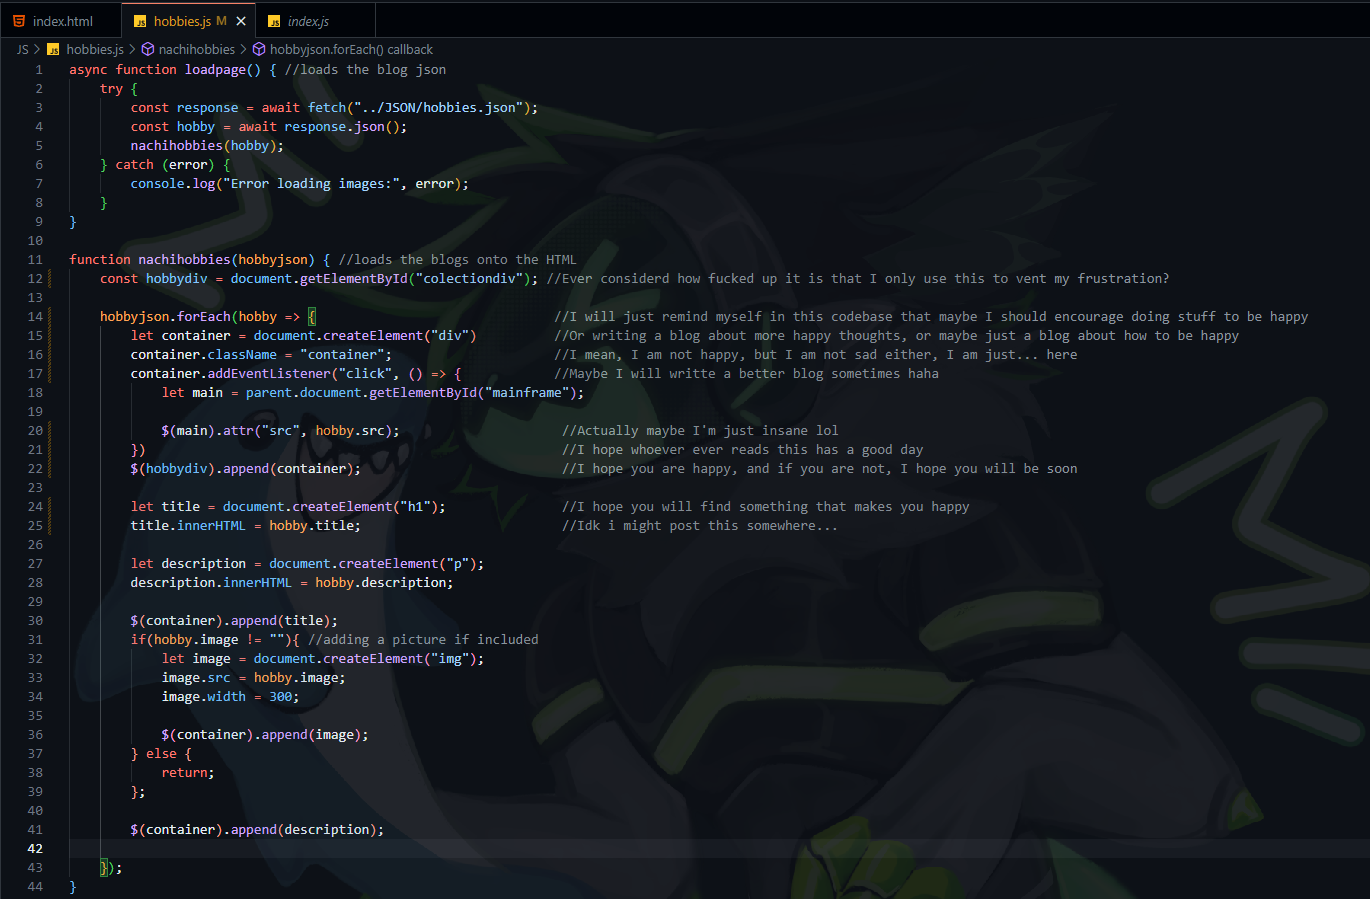 index.html
hobbies.js M
index.js
JS > hobbies.js > nachihobbies > hobbyjson.forEach() callback
1 async function loadpage() { //loads the blog json
2 try {
3 const response = await fetch("../JSON/hobbies.json");
4 const hobby = await response.json();
5 nachihobbies(hobby);
6 } catch (error) {
7 console.log("Error loading images:", error);
8 }
9 }
10
11 function nachihobbies(hobbyjson) { //loads the blogs onto the HTML
12 const hobbydiv = document.getElementById("colectiondiv"); //Ever considerd how fucked up it is that I only use this to vent my frustration?
13
14 hobbyjson.forEach(hobby => { //I will just remind myself in this codebase that maybe I should encourage doing stuff to be happy
15 let container = document.createElement("div") //Or writing a blog about more happy thoughts, or maybe just a blog about how to be happy
16 container.className = "container"; //I mean, I am not happy, but I am not sad either, I am just... here
17 container.addEventListener("click", () => { //Maybe I will writte a better blog sometimes haha
18 let main = parent.document.getElementById("mainframe");
19
20 $(main).attr("src", hobby.src); //Actually maybe I'm just insane lol
21 }) //I hope whoever ever reads this has a good day
22 $(hobbydiv).append(container); //I hope you are happy, and if you are not, I hope you will be soon
23
24 let title = document.createElement("h1"); //I hope you will find something that makes you happy
25 title.innerHTML = hobby.title; //Idk i might post this somewhere...
26
27 let description = document.createElement("p");
28 description.innerHTML = hobby.description;
29
30 $(container).append(title);
31 if(hobby.image != ""){ //adding a picture if included
32 let image = document.createElement("img");
33 image.src = hobby.image;
34 image.width = 300;
35
36 $(container).append(image);
37 } else {
38 return;
39 };
40
41 $(container).append(description);
42
43 });
44 }